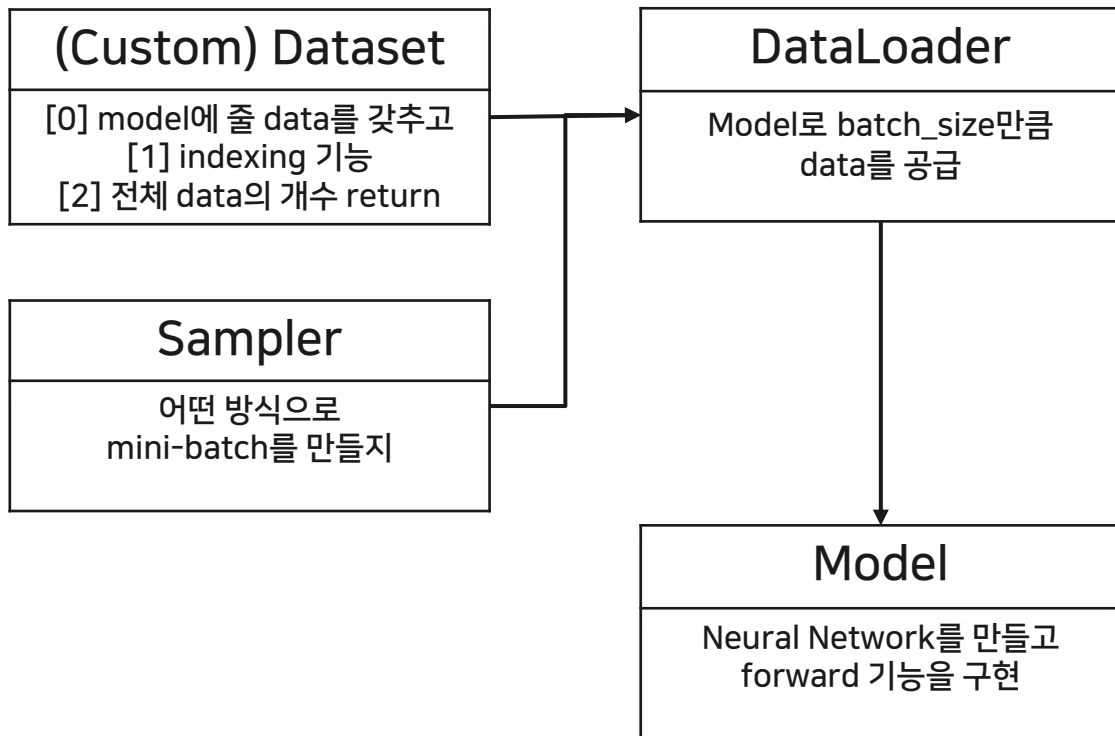 (Custom) Dataset
[0] model에 줄 data를 갖추고
[1] indexing 기능
[2] 전체 data의 개수 return
DataLoader
Model로 batch_size만큼
data를 공급
Sampler
어떤 방식으로
mini-batch를 만들지
Model
Neural Network를 만들고
forward 기능을 구현